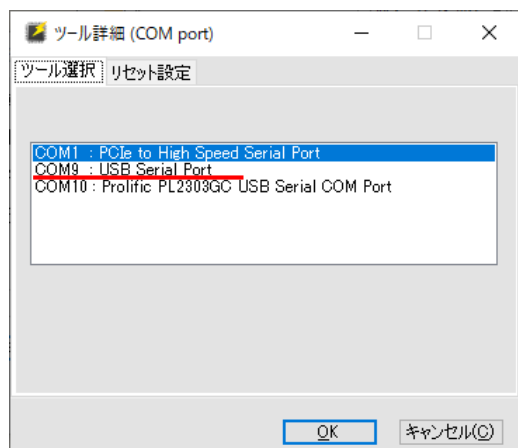 ツール詳細 (COM port)
ツール選択 リセット設定
COM1 : PCIe to High Speed Serial Port
COM9 : USB Serial Port
COM10 : Prolific PL2303GC USB Serial COM Port
OK キャンセル(C)